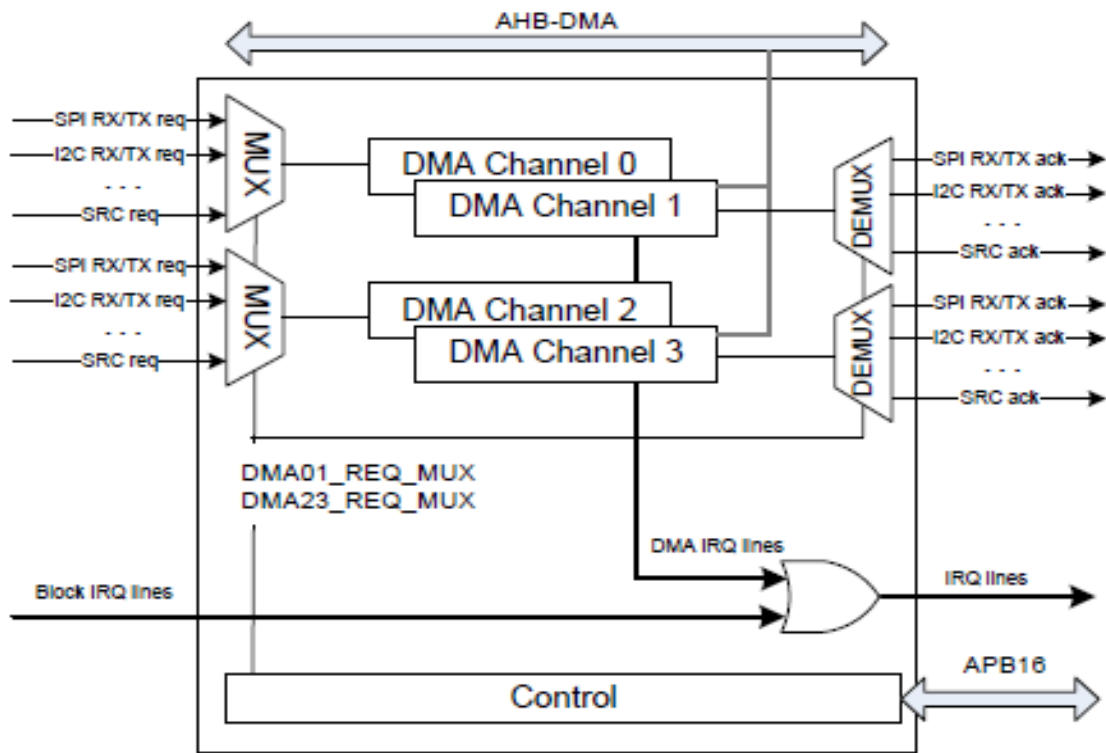 AHB-DMA
SPI RX/TX req
I2C RX/TX req
- - -
SRC req
MUX
DMA Channel 0
DMA Channel 1
DEMUX
SPI RX/TX ack
I2C RX/TX ack
- - -
SRC ack
SPI RX/TX req
I2C RX/TX req
- - -
SRC req
MUX
DMA Channel 2
DMA Channel 3
DEMUX
SPI RX/TX ack
I2C RX/TX ack
- - -
SRC ack
DMA01_REQ_MUX
DMA23_REQ_MUX
DMA IRQ lines
Block IRQ lines
IRQ lines
APB16
Control